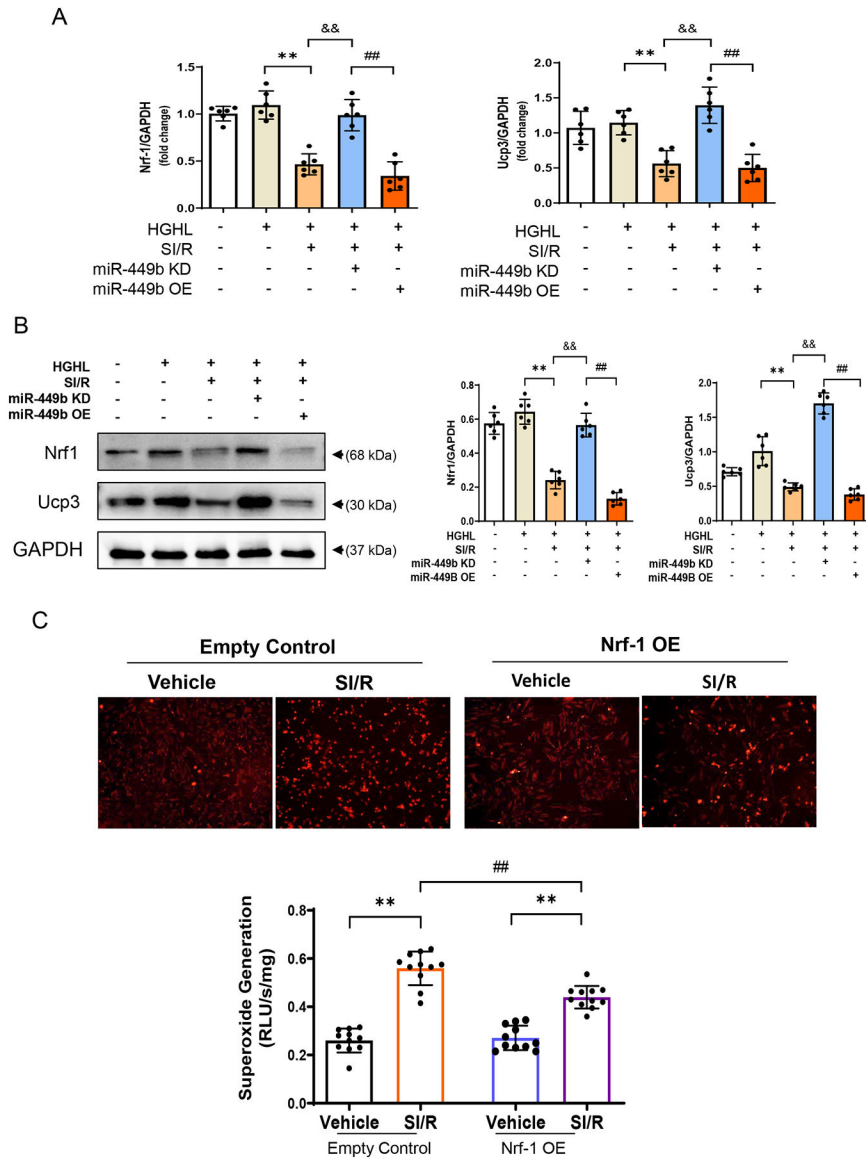 A
&&
**
##
Nrf-1/GAPDH
(fold change)
1.5
1.0
0.5
0.0
HGHL - + + + +
SI/R - - + + +
miR-449b KD - - - + -
miR-449b OE - - - - +
&&
**
##
Ucp3/GAPDH
(fold change)
2.0
1.5
1.0
0.5
0.0
HGHL - + + + +
SI/R - - + + +
miR-449b KD - - - + -
miR-449b OE - - - - +
B
HGHL - + + + +
SI/R - - + + +
miR-449b KD - - - + -
miR-449b OE - - - - +
Nrf1 (68 kDa)
Ucp3 (30 kDa)
GAPDH (37 kDa)
&&
**
##
Nfr1/GAPDH
0.8
0.6
0.4
0.2
0.0
HGHL - + + + +
SI/R - - + + +
miR-449b KD - - - + -
miR-449B OE - - - - +
&&
**
##
Ucp3/GAPDH
2.0
1.5
1.0
0.5
0.0
HGHL - + + + +
SI/R - - + + +
miR-449b KD - - - + -
miR-449B OE - - - - +
C
Empty Control Nrf-1 OE
Vehicle SI/R Vehicle SI/R
##
** **
Superoxide Generation
(RLU/s/mg)
0.8
0.6
0.4
0.2
0.0
Vehicle SI/R Vehicle SI/R
Empty Control Nrf-1 OE